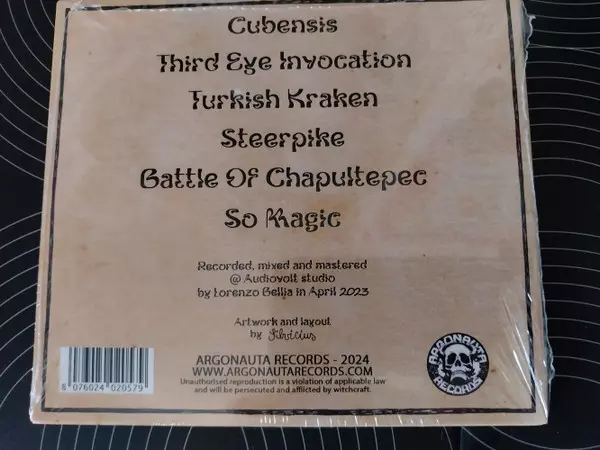 Cubensis
Third Eye Invocation
Turkish Kraken
Steerpike
Battle Of Chapultepec
So Magic
Recorded, mixed and mastered
@ Audiovolt studio
by Lorenzo Bellia in April 2023
Artwork and layout
by Silvicius
ARGONAUTA RECORDS - 2024
WWW.ARGONAUTARECORDS.COM
Unauthorised reproduction is a violation of applicable law
and will be persecuted and afflicted by witchcraft.
8 076024 020579
ARGONAUTA
RECORDS